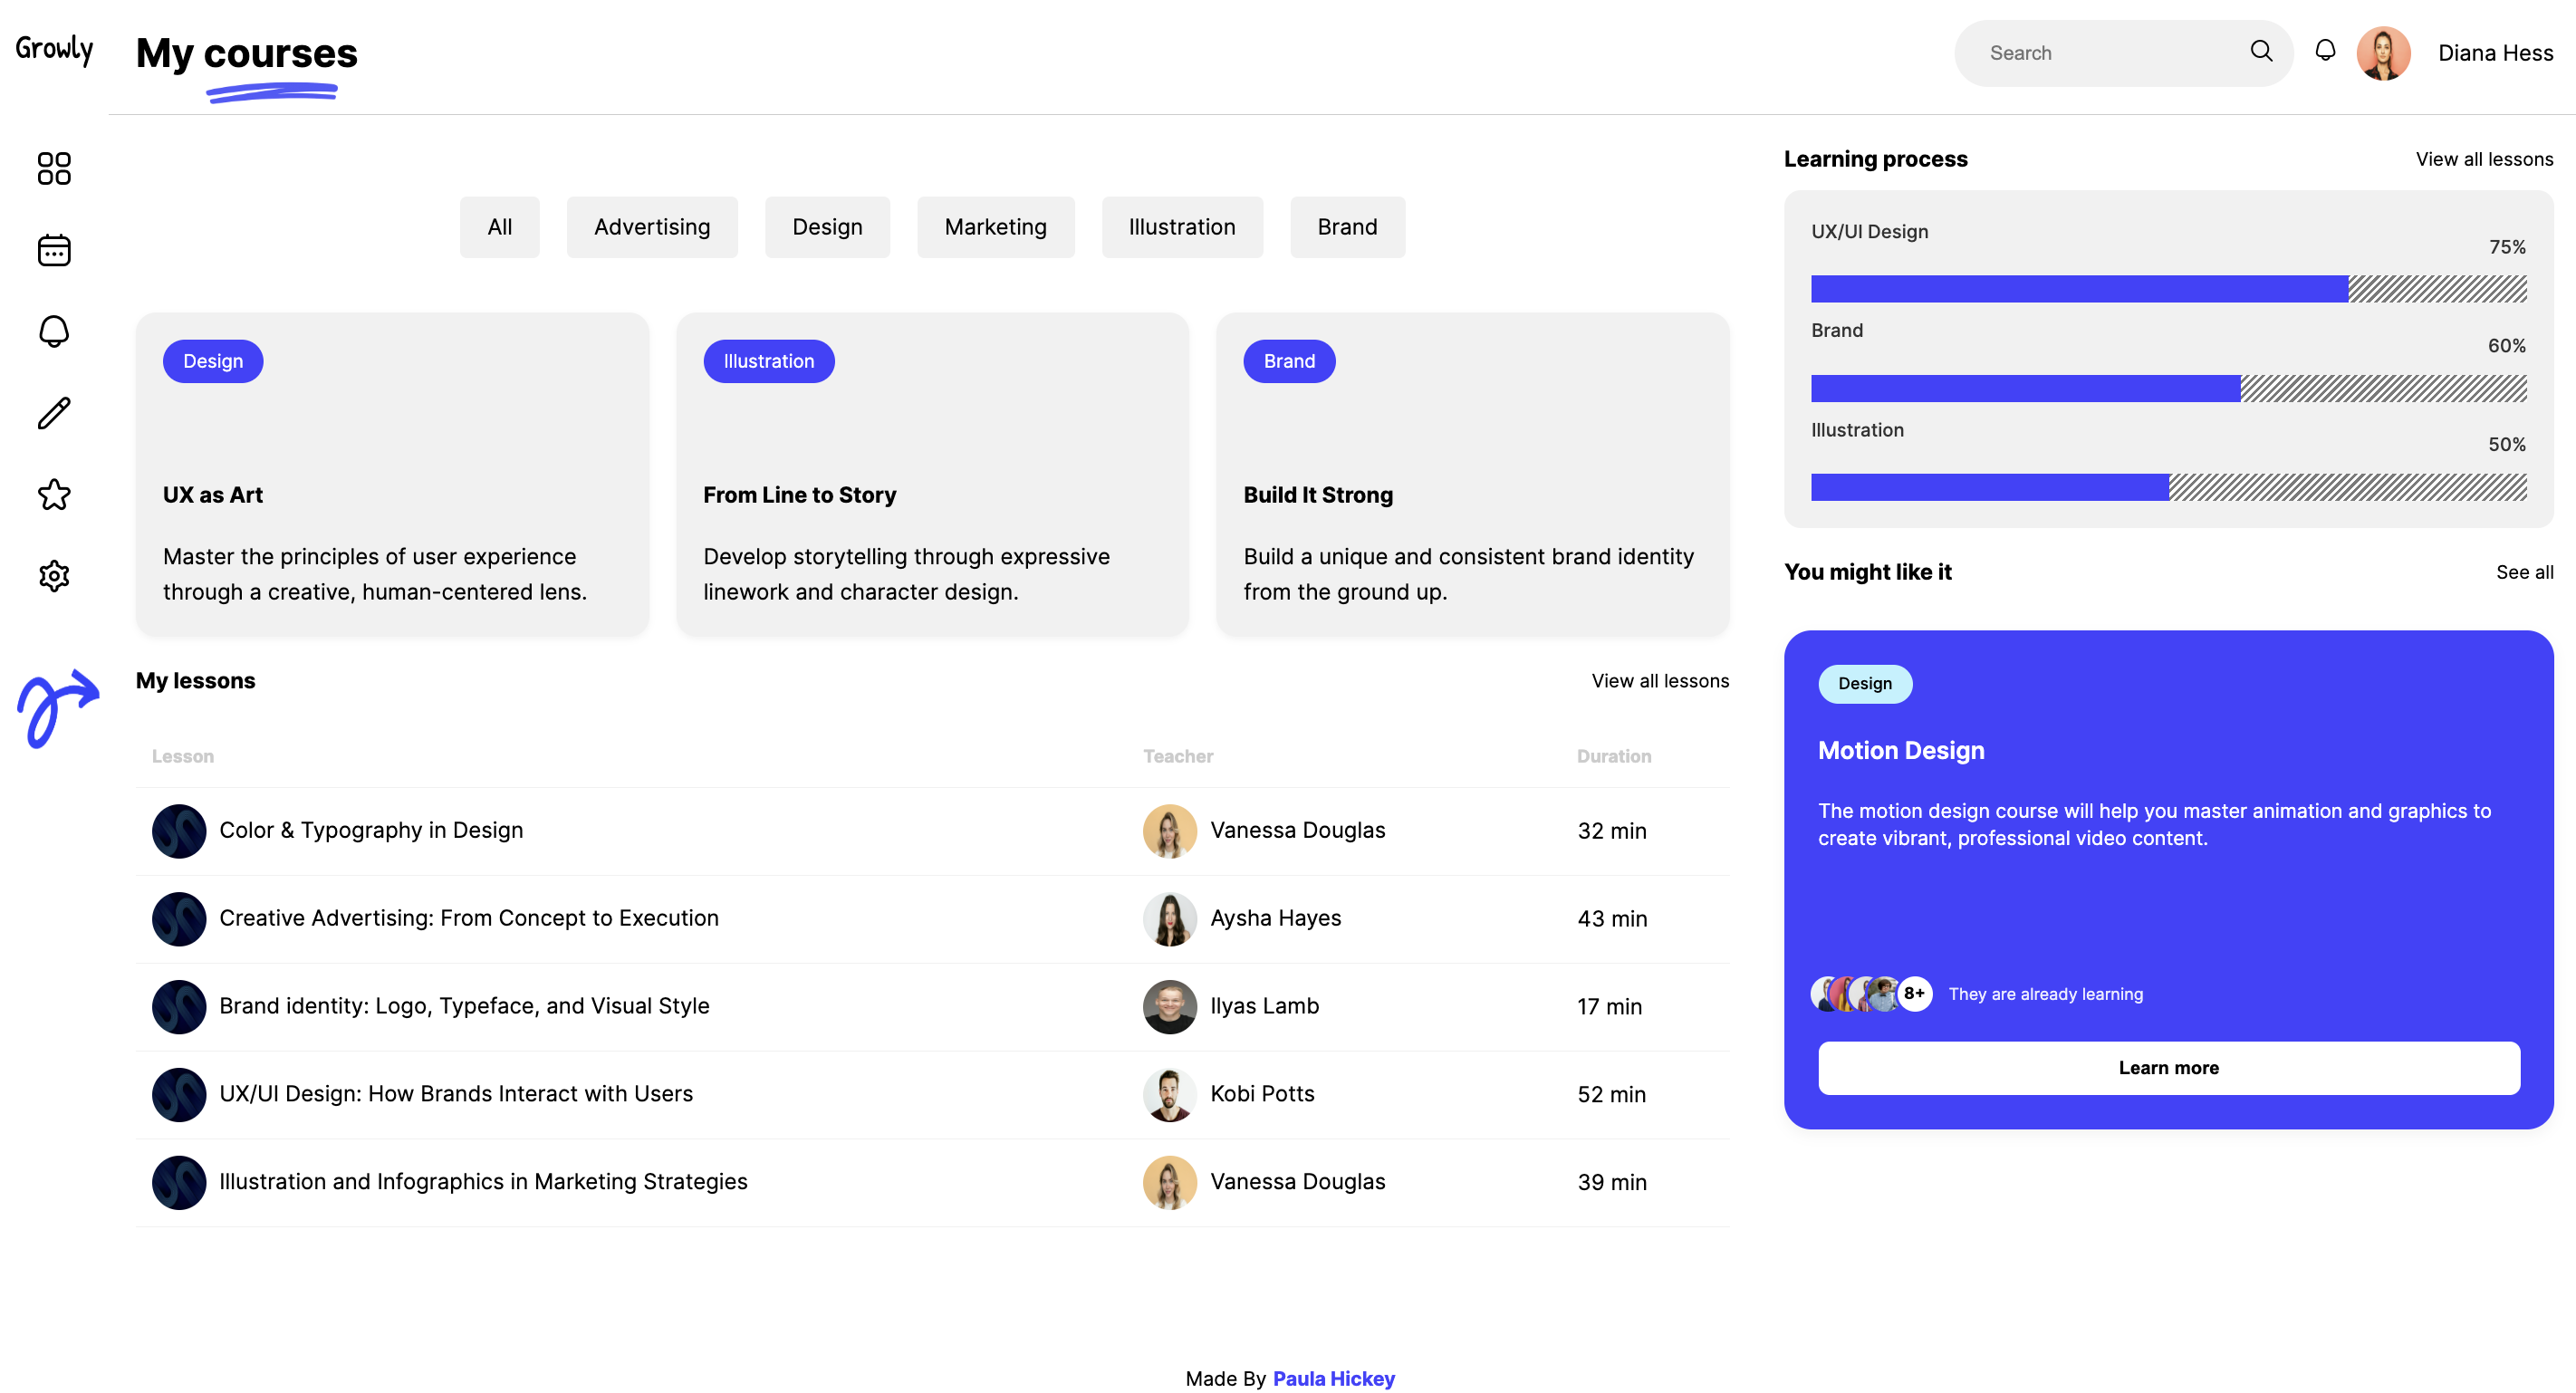 Growly
My courses
Search
Diana Hess
All
Advertising
Design
Marketing
Illustration
Brand
Design
UX as Art
Master the principles of user experience
through a creative, human-centered lens.
Illustration
From Line to Story
Develop storytelling through expressive
linework and character design.
Brand
Build It Strong
Build a unique and consistent brand identity
from the ground up.
My lessons
View all lessons
Lesson
Teacher
Duration
Color & Typography in Design
Vanessa Douglas
32 min
Creative Advertising: From Concept to Execution
Aysha Hayes
43 min
Brand identity: Logo, Typeface, and Visual Style
Ilyas Lamb
17 min
UX/UI Design: How Brands Interact with Users
Kobi Potts
52 min
Illustration and Infographics in Marketing Strategies
Vanessa Douglas
39 min
Learning process
View all lessons
UX/UI Design
75%
Brand
60%
Illustration
50%
You might like it
See all
Design
Motion Design
The motion design course will help you master animation and graphics to
create vibrant, professional video content.
8+
They are already learning
Learn more
Made By Paula Hickey